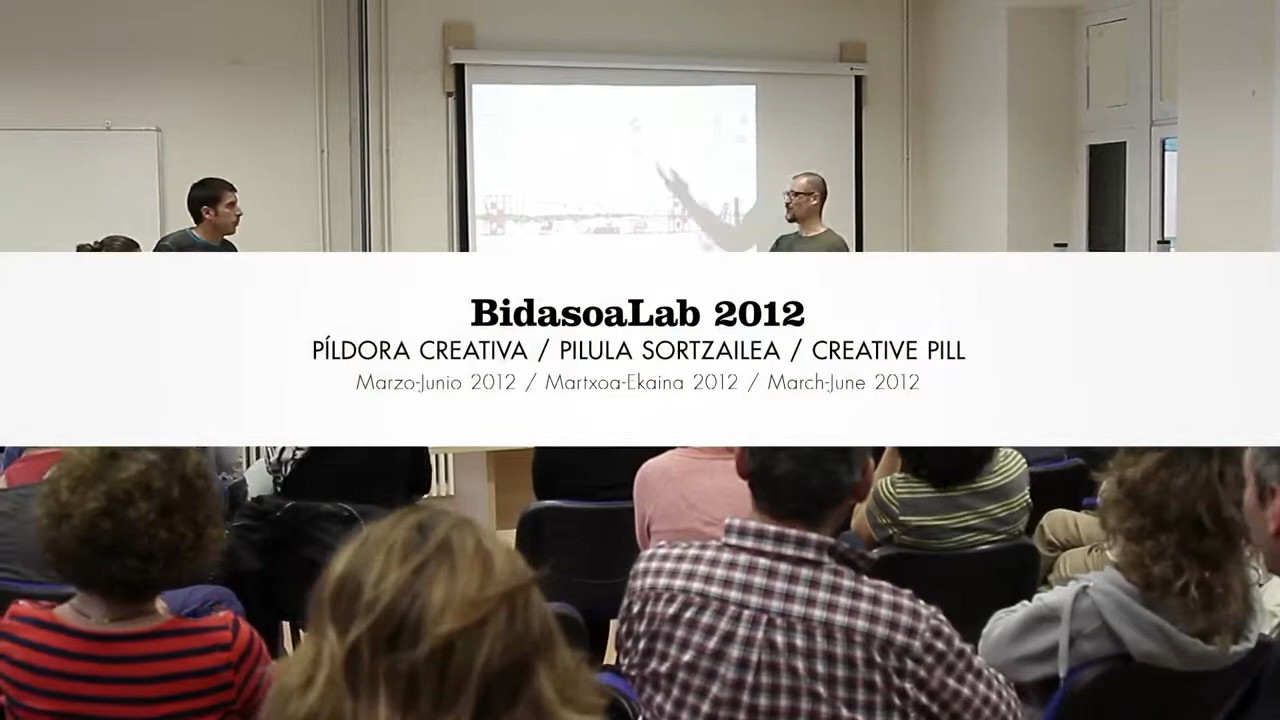 BidasoaLab 2012
PÍLDORA CREATIVA / PILULA SORTZAILEA / CREATIVE PILL
Marzo-Junio 2012 / Martxoa-Ekaina 2012 / March-June 2012